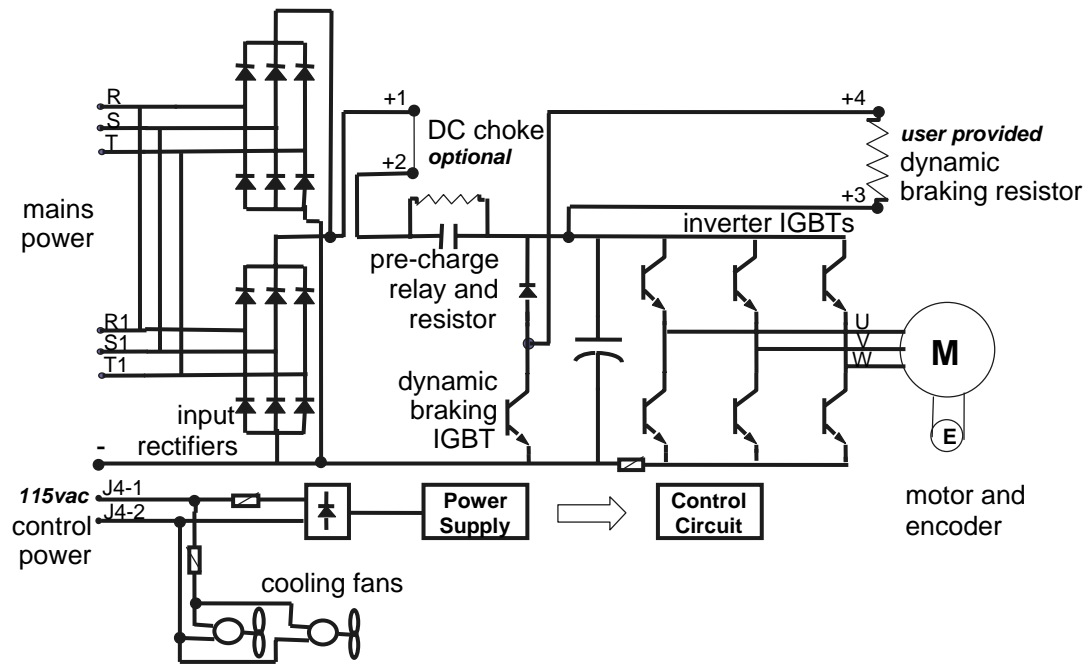 R
S
T
mains
power
R1
S1
T1
input
rectifiers
-
+1
DC choke
optional
+2
pre-charge
relay and
resistor
dynamic
braking
IGBT
+4
user provided
dynamic
braking resistor
+3
inverter IGBTs
U
V
W
M
E
motor and
encoder
115vac
J4-1
control
J4-2
power
Power
Supply
Control
Circuit
cooling fans